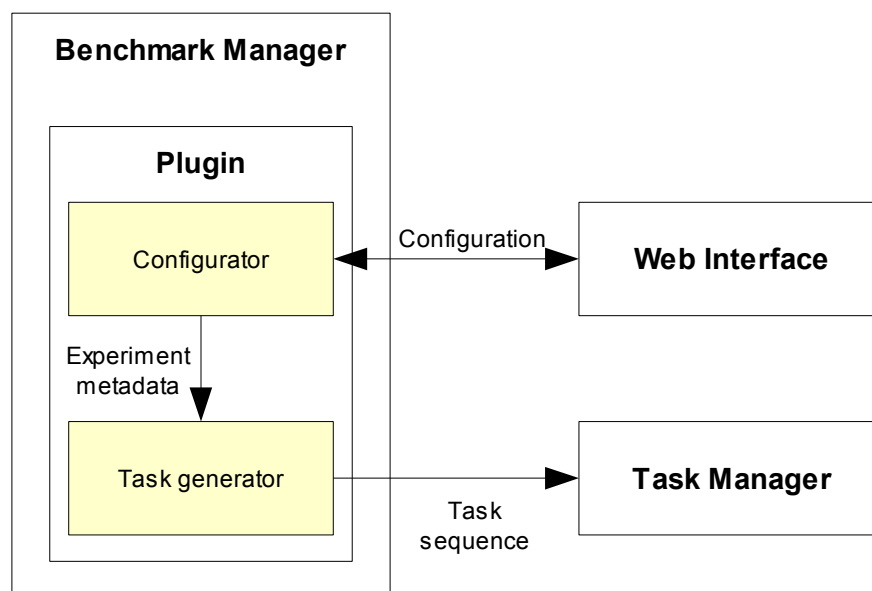 Benchmark Manager
Plugin
Configurator
Configuration
Web Interface
Experiment
metadata
Task generator
Task
sequence
Task Manager